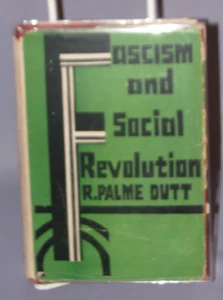 Fascism
and
Social
Revolution
R. PALME DUTT